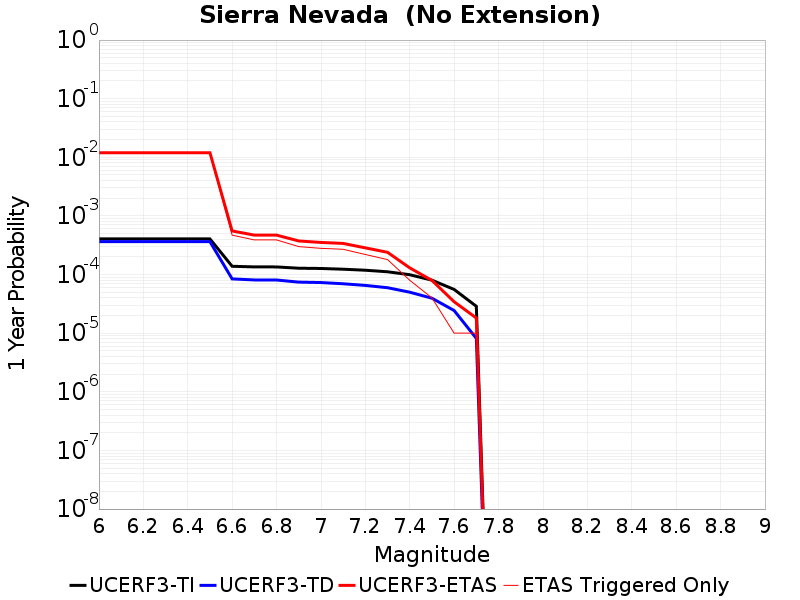 Sierra Nevada  (No Extension)
10^0
10^-1
10^-2
10^-3
10^-4
10^-5
10^-6
10^-7
10^-8
1 Year Probability
6 6.2 6.4 6.6 6.8 7 7.2 7.4 7.6 7.8 8 8.2 8.4 8.6 8.8 9
Magnitude
UCERF3-TI UCERF3-TD UCERF3-ETAS ETAS Triggered Only